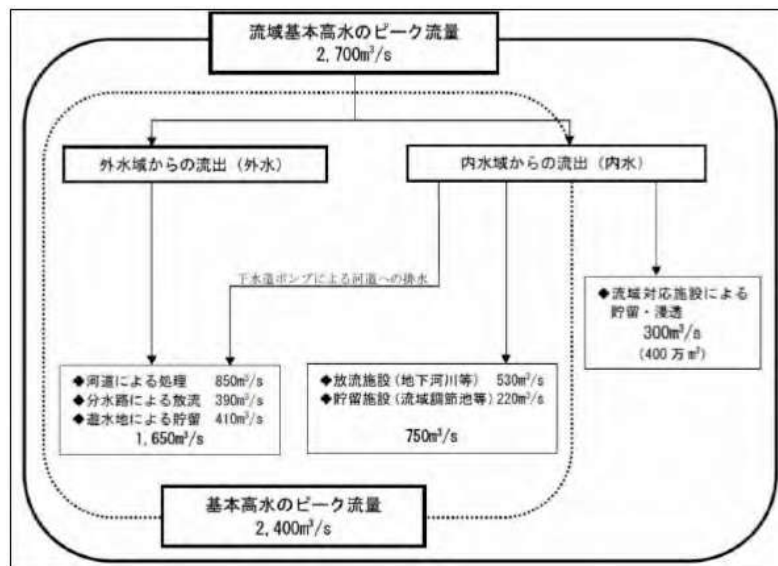 流域基本高水のピーク流量
2,700m³/s
外水域からの流出（外水）
内水域からの流出（内水）
下水道ポンプによる河道への排水
◆流域対応施設による
貯留・浸透
300m³/s
(400万m³)
◆河道による処理 850m³/s
◆分水路による放流 390m³/s
◆遊水地による貯留 410m³/s
1,650m³/s
◆放流施設（地下河川等） 530m³/s
◆貯留施設（流域調節池等）220m³/s
750m³/s
基本高水のピーク流量
2,400m³/s